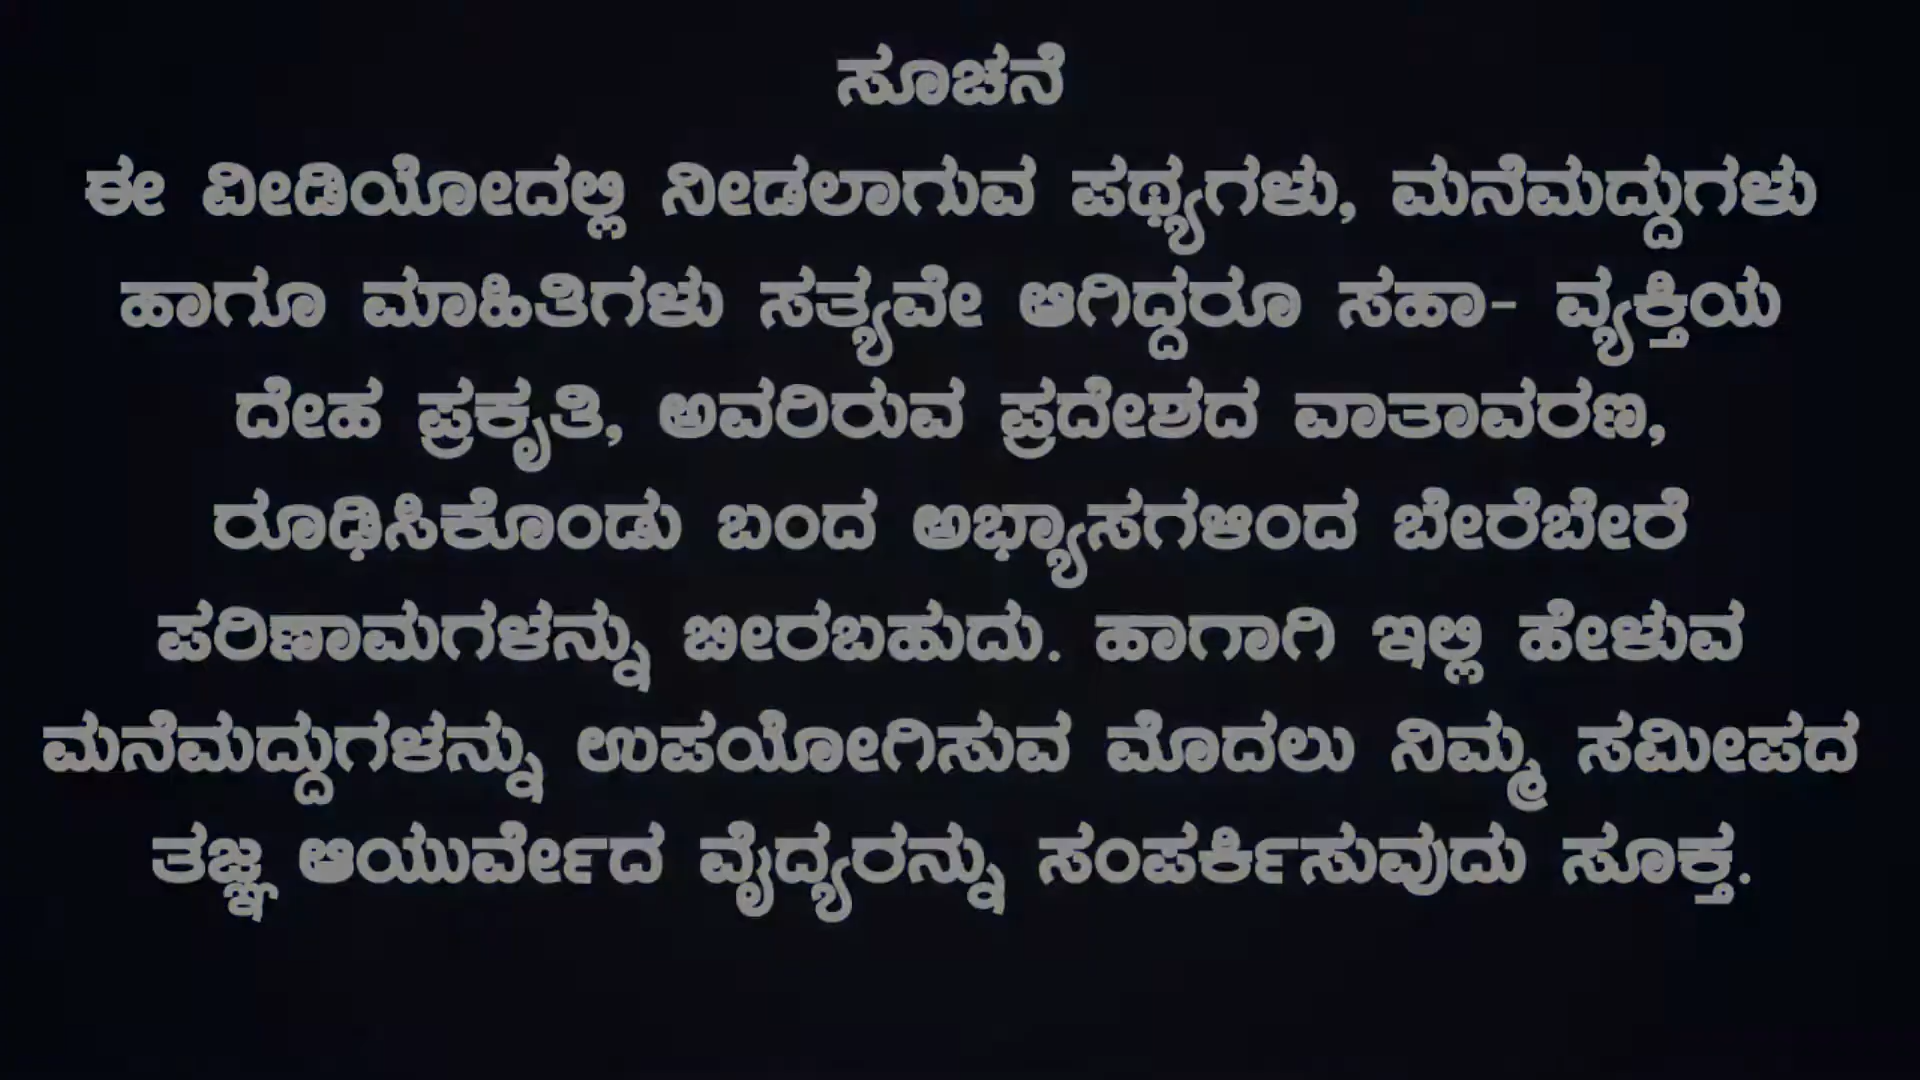 ಸೂಚನೆ
ಈ ವೀಡಿಯೋದಲ್ಲಿ ನೀಡಲಾಗುವ ಪಥ್ಯಗಳು, ಮನೆಮದ್ದುಗಳು
ಹಾಗೂ ಮಾಹಿತಿಗಳು ಸತ್ಯವೇ ಆಗಿದ್ದರೂ ಸಹಾ- ವ್ಯಕ್ತಿಯ
ದೇಹ ಪ್ರಕೃತಿ, ಅವರಿರುವ ಪ್ರದೇಶದ ವಾತಾವರಣ,
ರೂಢಿಸಿಕೊಂಡು ಬಂದ ಅಭ್ಯಾಸಗಳಿಂದ ಬೇರೆಬೇರೆ
ಪರಿಣಾಮಗಳನ್ನು ಬೀರಬಹುದು. ಹಾಗಾಗಿ ಇಲ್ಲಿ ಹೇಳುವ
ಮನೆಮದ್ದುಗಳನ್ನು ಉಪಯೋಗಿಸುವ ಮೊದಲು ನಿಮ್ಮ ಸಮೀಪದ
ತಜ್ಞ ಆಯುರ್ವೇದ ವೈದ್ಯರನ್ನು ಸಂಪರ್ಕಿಸುವುದು ಸೂಕ್ತ.